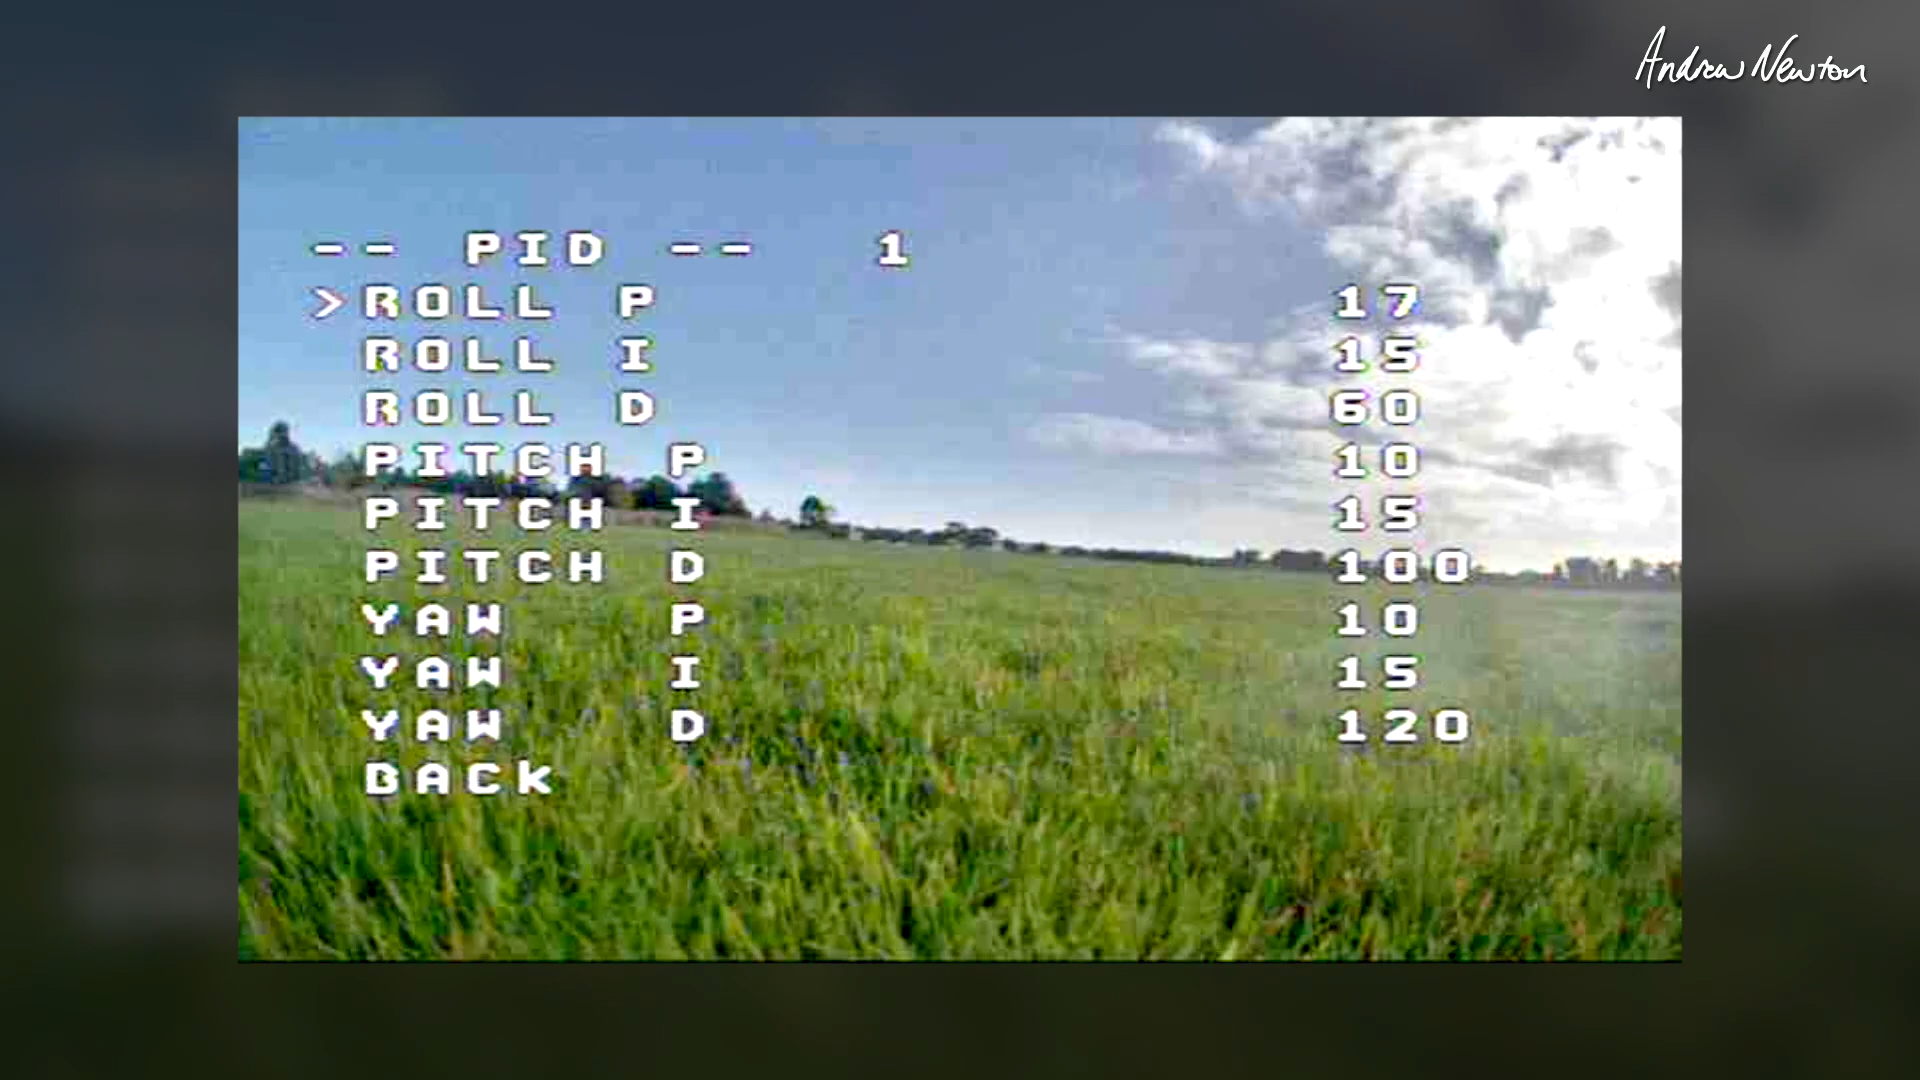 Andrew Newton
-- PID -- 1
>ROLL P 17
ROLL I 15
ROLL D 60
PITCH P 10
PITCH I 15
PITCH D 100
YAW P 10
YAW I 15
YAW D 120
BACK